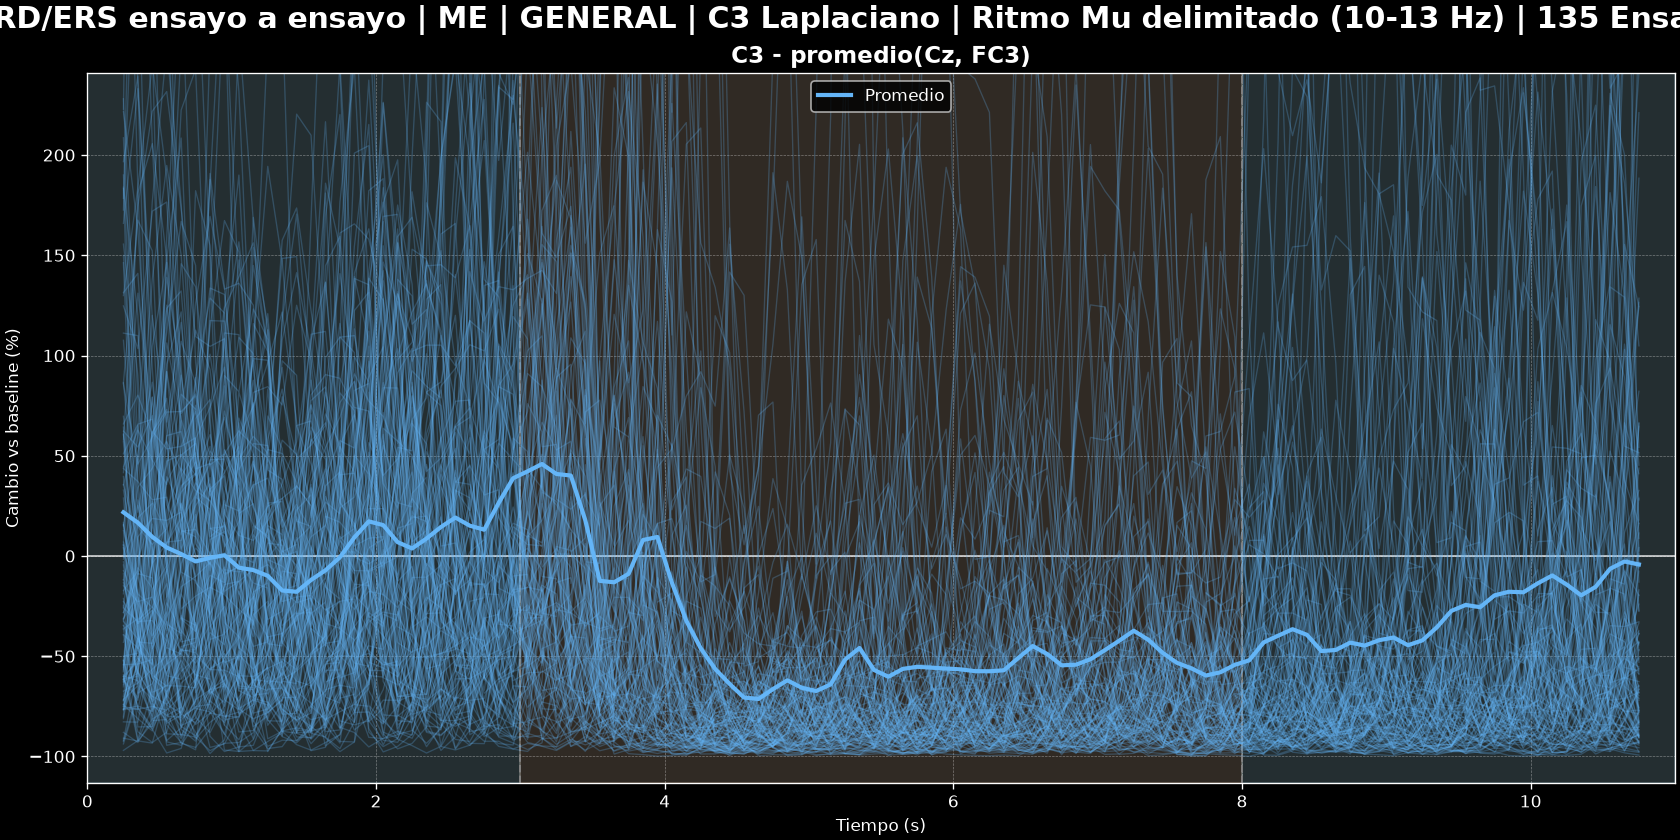 RD/ERS ensayo a ensayo | ME | GENERAL | C3 Laplaciano | Ritmo Mu delimitado (10-13 Hz) | 135 Ensa
C3 - promedio(Cz, FC3)
Promedio
Cambio vs baseline (%)
200
150
100
50
0
−50
−100
0 2 4 6 8 10
Tiempo (s)